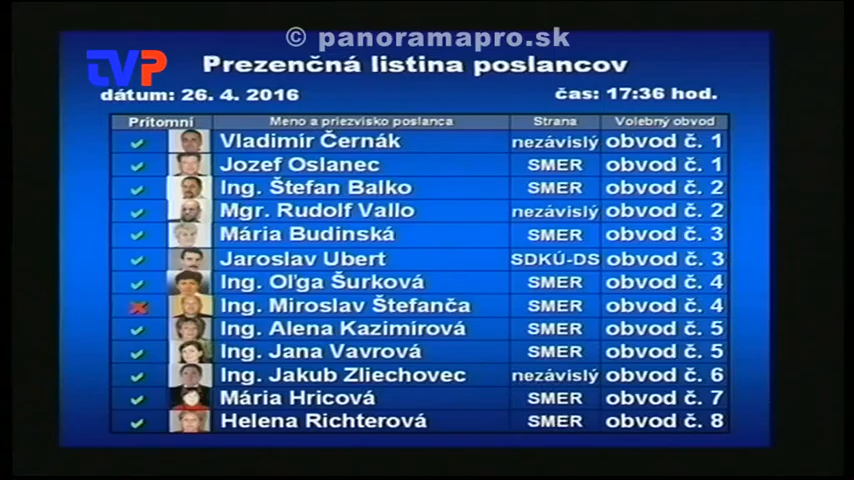 © panoramapro.sk
TVP
Prezenčná listina poslancov
dátum: 26. 4. 2016 čas: 17:36 hod.
Prítomní Meno a priezvisko poslanca Strana Volebný obvod
Vladimír Černák nezávislý obvod č. 1
Jozef Oslanec SMER obvod č. 1
Ing. Štefan Balko SMER obvod č. 2
Mgr. Rudolf Vallo nezávislý obvod č. 2
Mária Budinská SMER obvod č. 3
Jaroslav Ubert SDKÚ-DS obvod č. 3
Ing. Oľga Šurková SMER obvod č. 4
Ing. Miroslav Štefanča SMER obvod č. 4
Ing. Alena Kazimírová SMER obvod č. 5
Ing. Jana Vavrová SMER obvod č. 5
Ing. Jakub Zliechovec nezávislý obvod č. 6
Mária Hricová SMER obvod č. 7
Helena Richterová SMER obvod č. 8